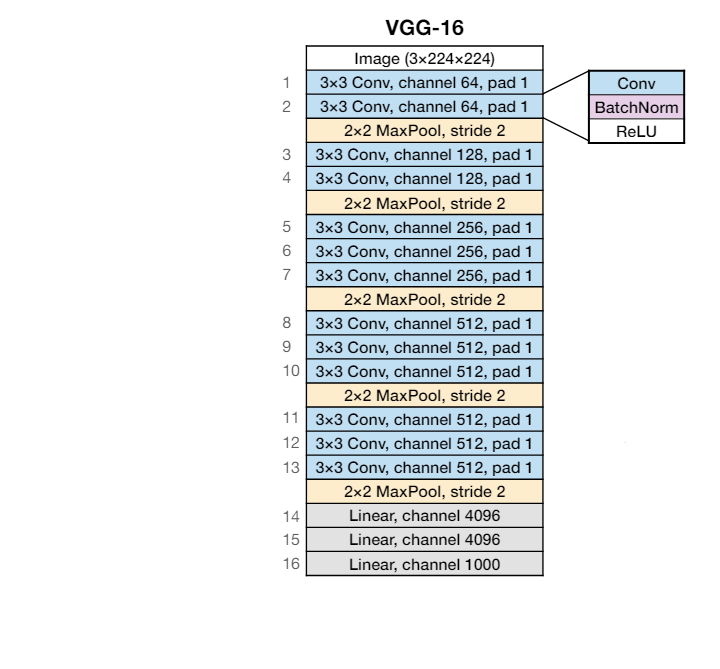 VGG-16
Image (3×224×224)
1 3×3 Conv, channel 64, pad 1
2 3×3 Conv, channel 64, pad 1
2×2 MaxPool, stride 2
3 3×3 Conv, channel 128, pad 1
4 3×3 Conv, channel 128, pad 1
2×2 MaxPool, stride 2
5 3×3 Conv, channel 256, pad 1
6 3×3 Conv, channel 256, pad 1
7 3×3 Conv, channel 256, pad 1
2×2 MaxPool, stride 2
8 3×3 Conv, channel 512, pad 1
9 3×3 Conv, channel 512, pad 1
10 3×3 Conv, channel 512, pad 1
2×2 MaxPool, stride 2
11 3×3 Conv, channel 512, pad 1
12 3×3 Conv, channel 512, pad 1
13 3×3 Conv, channel 512, pad 1
2×2 MaxPool, stride 2
14 Linear, channel 4096
15 Linear, channel 4096
16 Linear, channel 1000
Conv
BatchNorm
ReLU